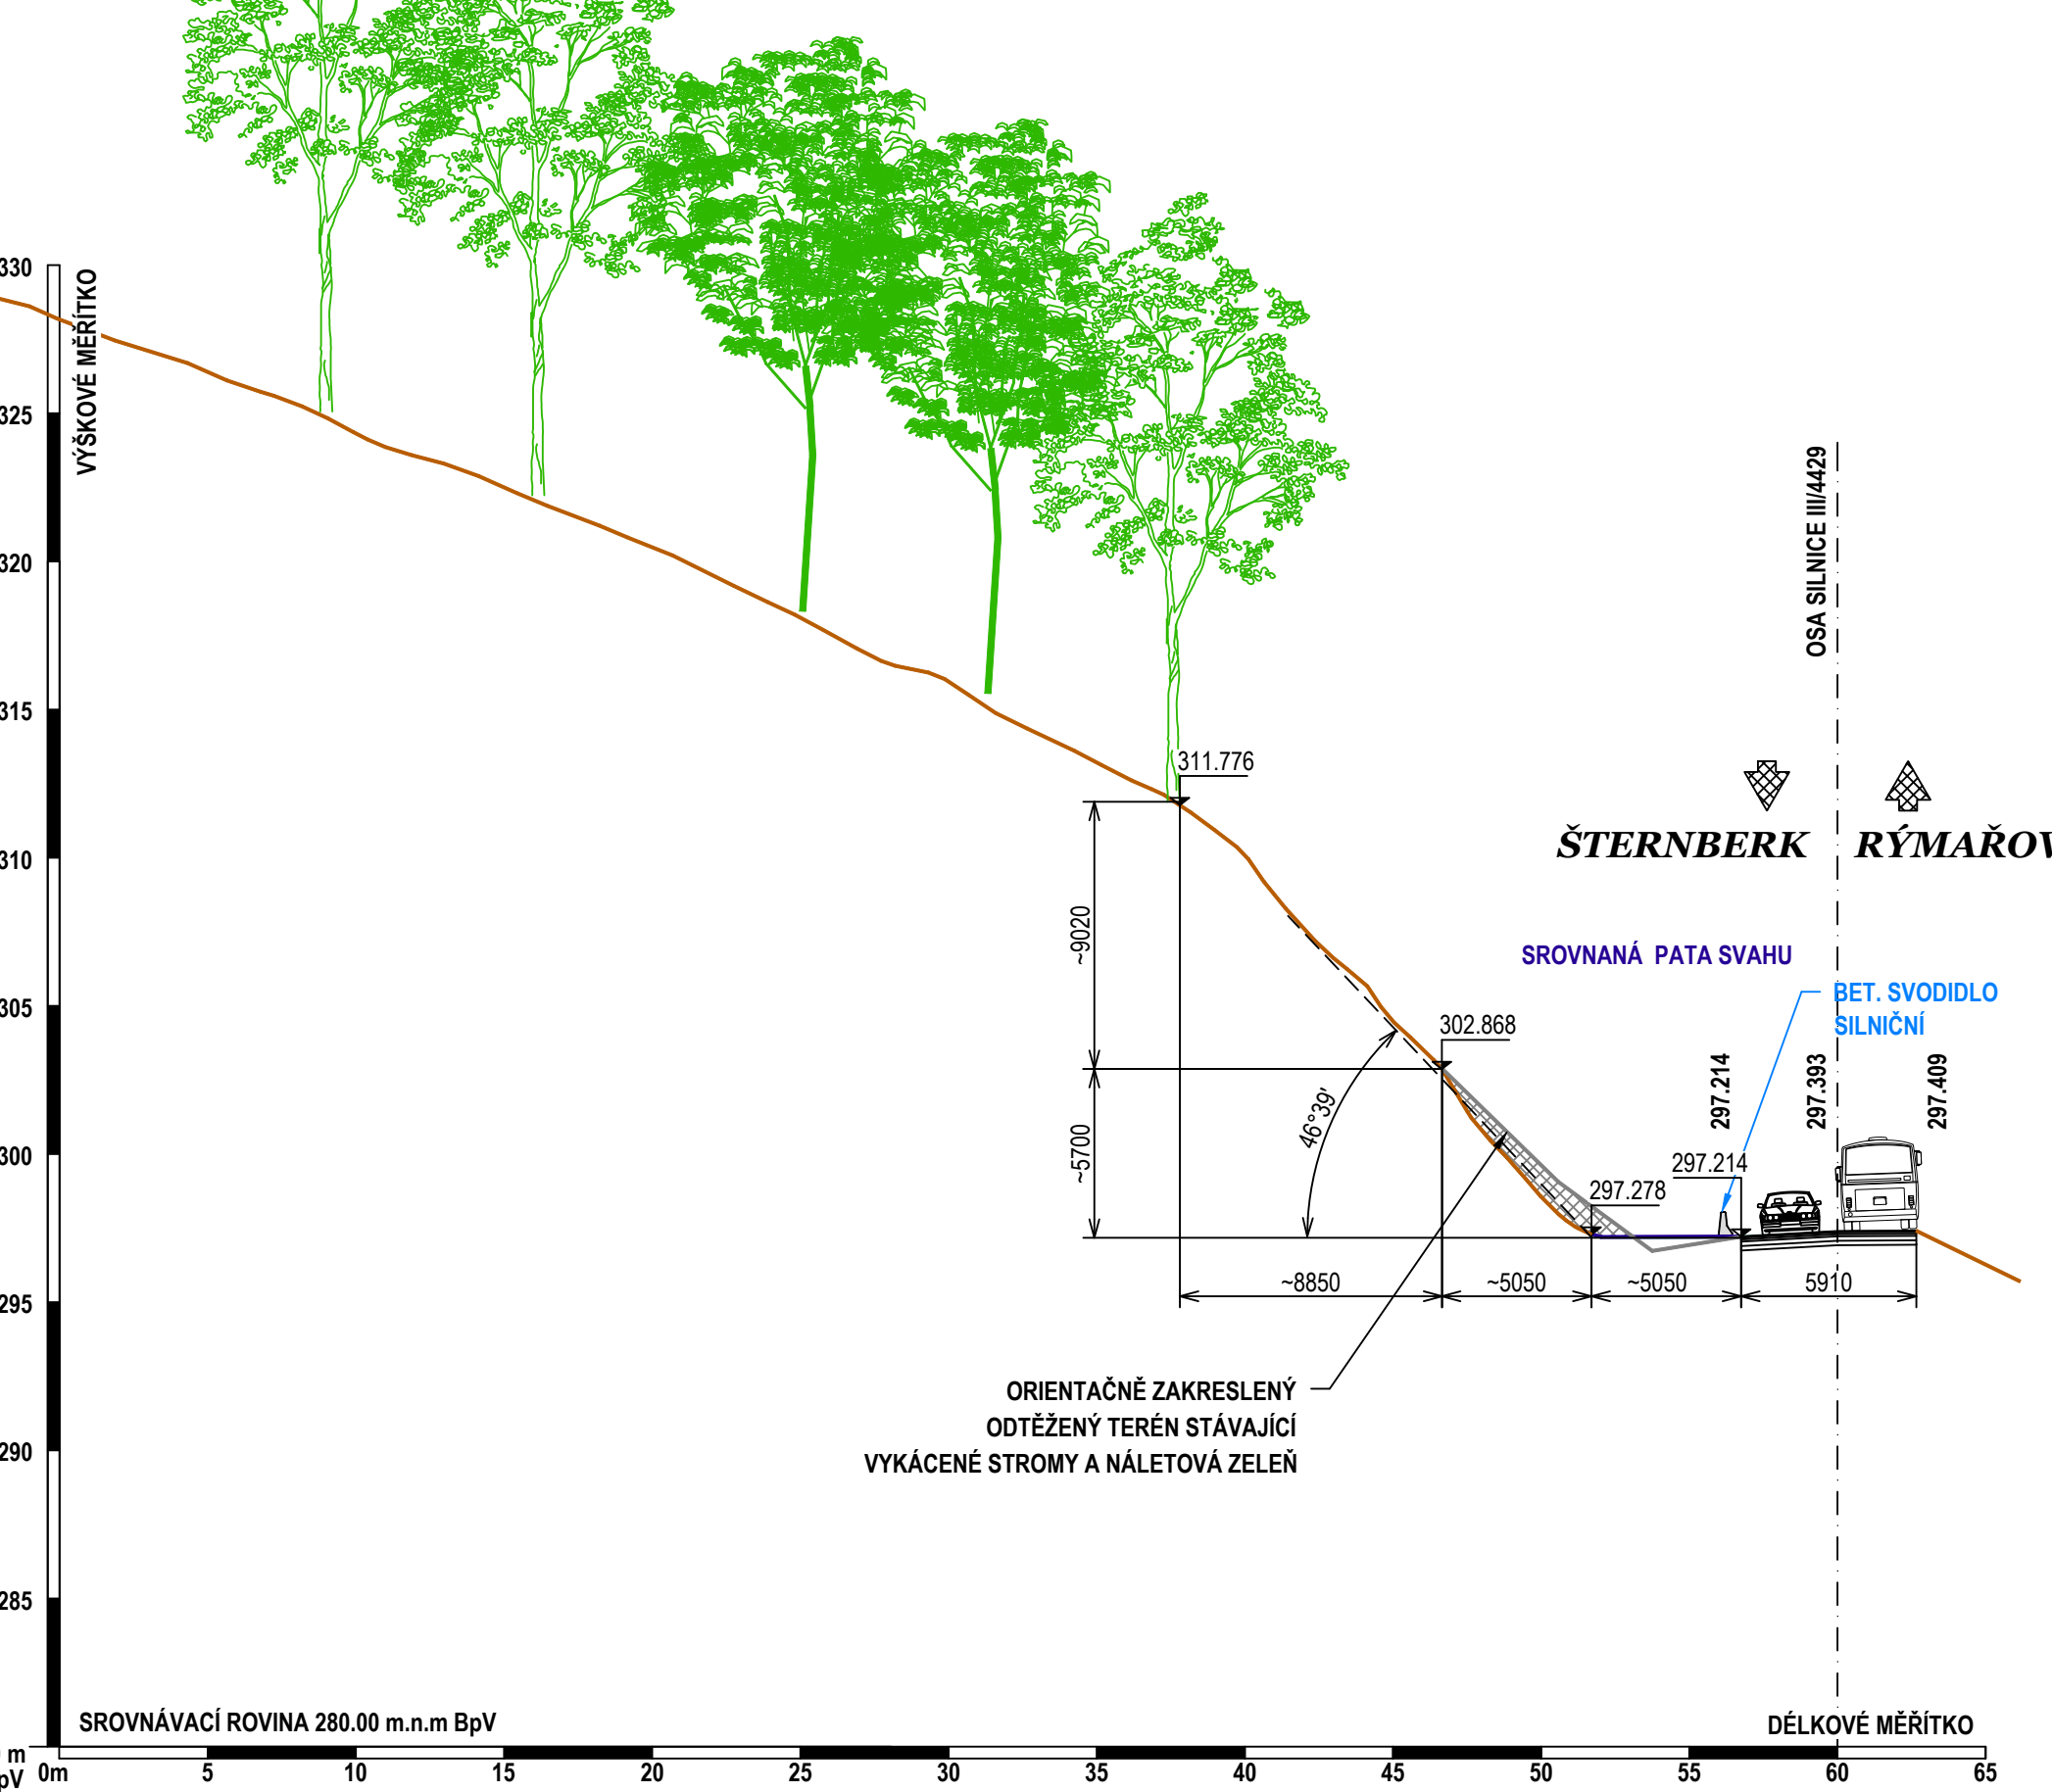 330
VÝŠKOVÉ MĚŘÍTKO
325
OSA SILNICE III/4429
320
315
311.776
310
ŠTERNBERK
RÝMAŘOV
~9020
SROVNANÁ PATA SVAHU
BET. SVODIDLO
SILNIČNÍ
305
302.868
297.214
297.393
297.409
46°39'
~5700
300
297.214
297.278
~8850
~5050
~5050
5910
295
ORIENTAČNĚ ZAKRESLENÝ
ODTĚŽENÝ TERÉN STÁVAJÍCÍ
VYKÁCENÉ STROMY A NÁLETOVÁ ZELEŇ
290
285
SROVNÁVACÍ ROVINA 280.00 m.n.m BpV
DÉLKOVÉ MĚŘÍTKO
m
pV
0m 5 10 15 20 25 30 35 40 45 50 55 60 65